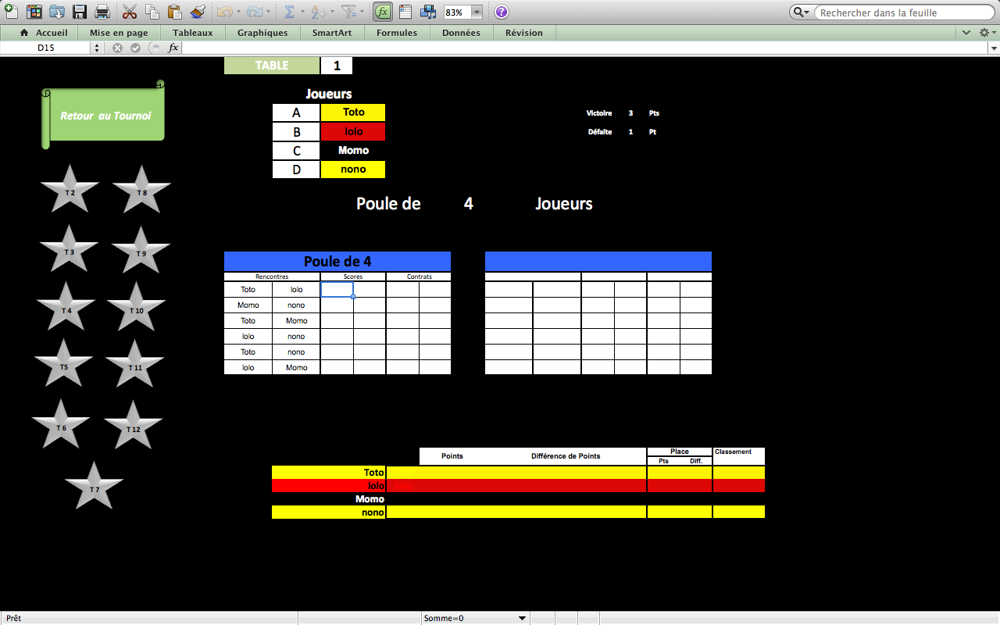 83%
Rechercher dans la feuille
Accueil Mise en page Tableaux Graphiques SmartArt Formules Données Révision
D15 fx
TABLE 1
Joueurs
Retour au Tournoi
A Toto
B lolo
C Momo
D nono
Victoire 3 Pts
Défaite 1 Pt
T 2 T 8
T 3 T 9
T 4 T 10
T5 T 11
T 6 T 12
T 7
Poule de 4 Joueurs
Poule de 4
Rencontres Scores Contrats
Toto lolo
Momo nono
Toto Momo
lolo nono
Toto nono
lolo Momo
Points Différence de Points Place Classement
Pts Diff.
Toto
lolo lolo
Momo
nono
Prêt Somme=0